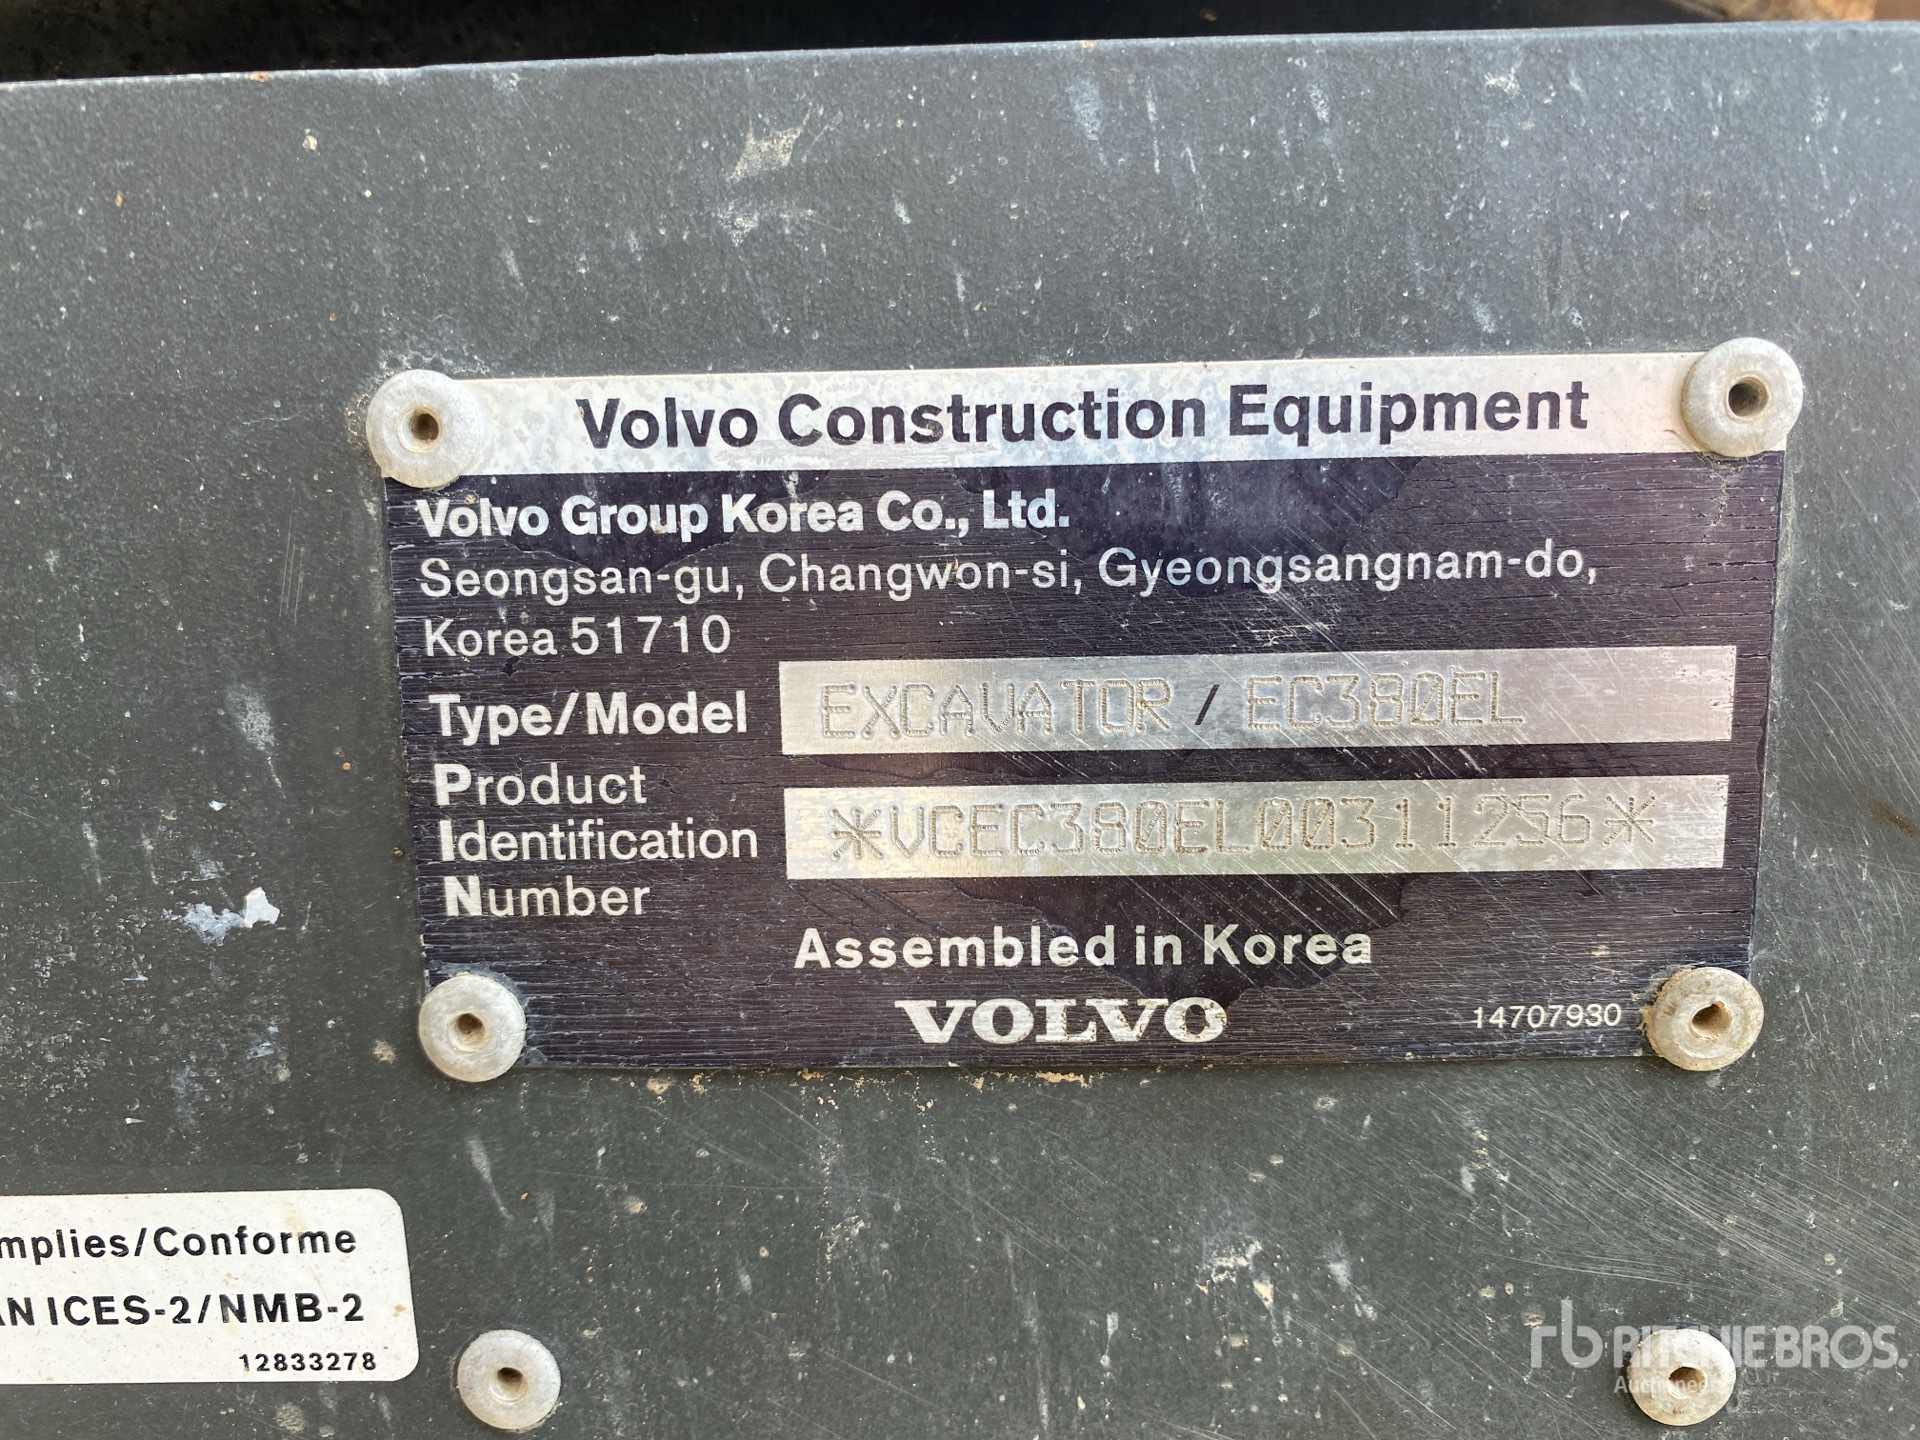 Volvo Construction Equipment
Volvo Group Korea Co., Ltd.
Seongsan-gu, Changwon-si, Gyeongsangnam-do,
Korea 51710
Type/Model EXCAVATOR / EC380EL
Product
Identification *VCEC380EL00311256*
Number
Assembled in Korea
VOLVO 14707930
mplies/Conforme
AN ICES-2/NMB-2
12833278
rb RITCHIE BROS.
Auctioneers